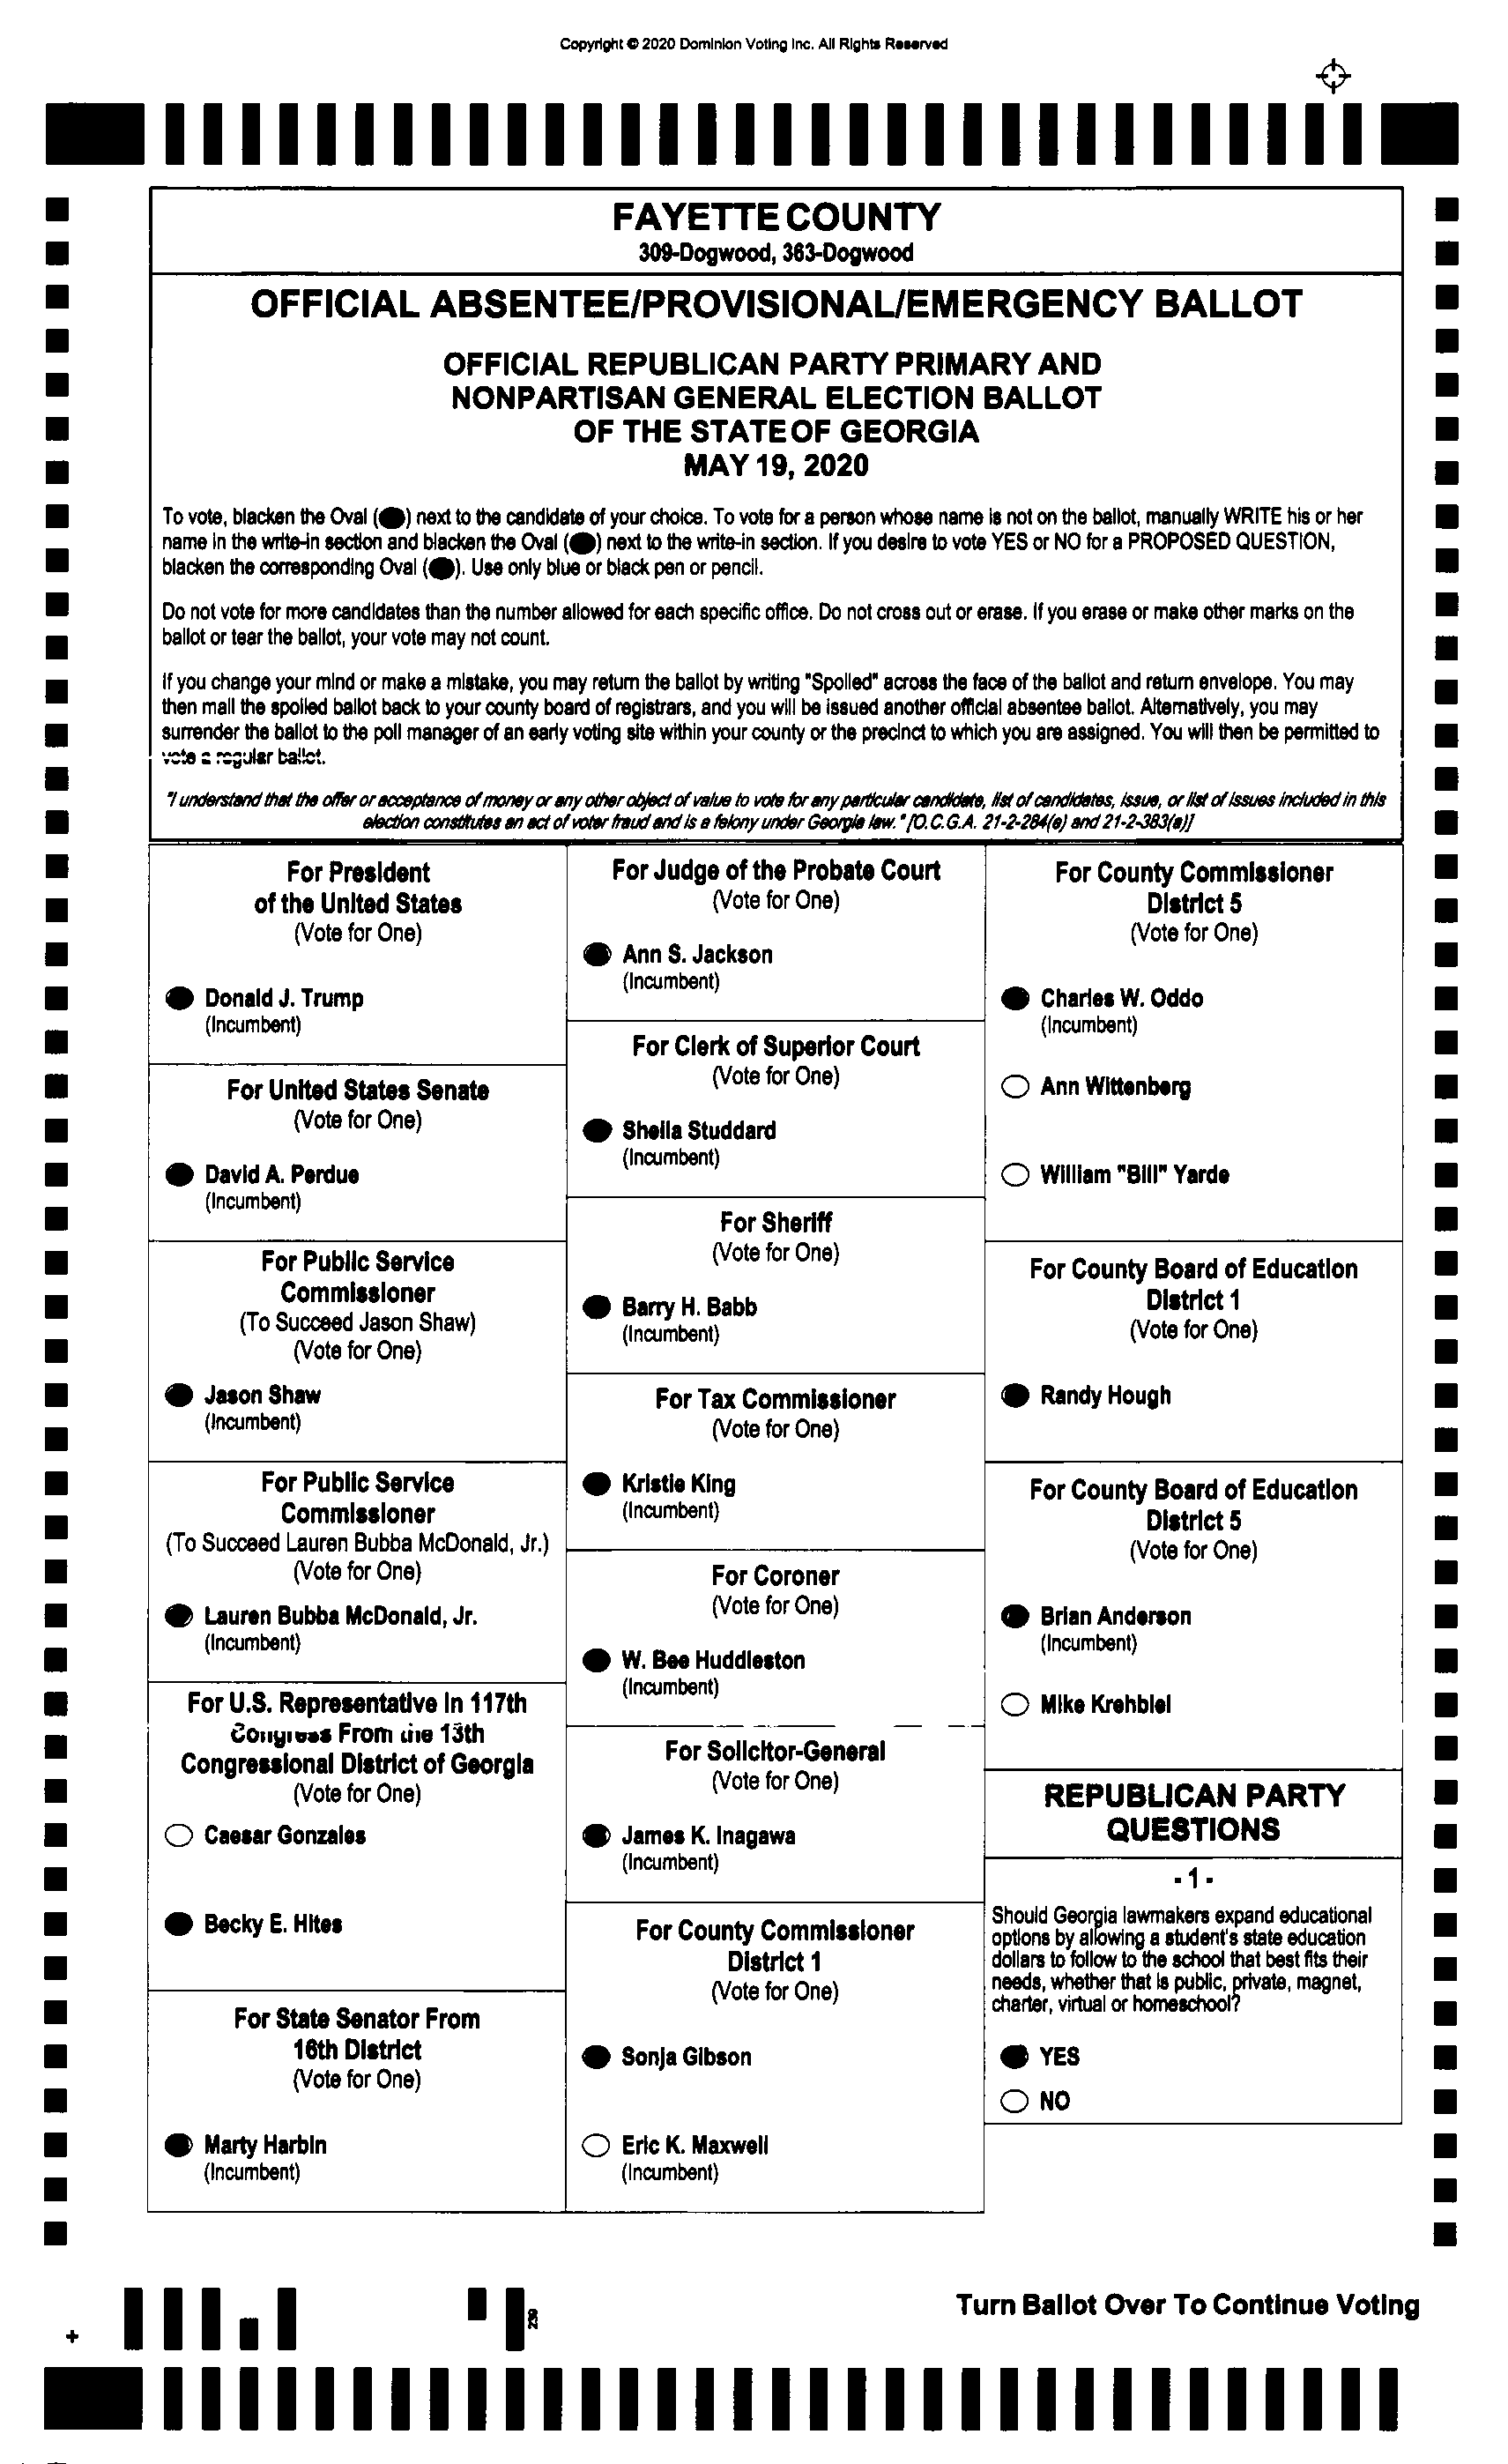 Copyright © 2020 Dominion Voting Inc. All Rights Reserved
FAYETTE COUNTY
309-Dogwood, 363-Dogwood
OFFICIAL ABSENTEE/PROVISIONAL/EMERGENCY BALLOT
OFFICIAL REPUBLICAN PARTY PRIMARY AND
NONPARTISAN GENERAL ELECTION BALLOT
OF THE STATE OF GEORGIA
MAY 19, 2020
To vote, blacken the Oval (⬬) next to the candidate of your choice. To vote for a person whose name is not on the ballot, manually WRITE his or her
name in the write-in section and blacken the Oval (⬬) next to the write-in section. If you desire to vote YES or NO for a PROPOSED QUESTION,
blacken the corresponding Oval (⬬). Use only blue or black pen or pencil.
Do not vote for more candidates than the number allowed for each specific office. Do not cross out or erase. If you erase or make other marks on the
ballot or tear the ballot, your vote may not count.
If you change your mind or make a mistake, you may return the ballot by writing "Spoiled" across the face of the ballot and return envelope. You may
then mail the spoiled ballot back to your county board of registrars, and you will be issued another official absentee ballot. Alternatively, you may
surrender the ballot to the poll manager of an early voting site within your county or the precinct to which you are assigned. You will then be permitted to
vote a regular ballot.
"I understand that the offer or acceptance of money or any other object of value to vote for any particular candidate, list of candidates, issue, or list of issues included in this
election constitutes an act of voter fraud and is a felony under Georgia law." [O.C.G.A. 21-2-284(e) and 21-2-383(a)]
For President
of the United States
(Vote for One)
Donald J. Trump
(Incumbent)
For United States Senate
(Vote for One)
David A. Perdue
(Incumbent)
For Public Service
Commissioner
(To Succeed Jason Shaw)
(Vote for One)
Jason Shaw
(Incumbent)
For Public Service
Commissioner
(To Succeed Lauren Bubba McDonald, Jr.)
(Vote for One)
Lauren Bubba McDonald, Jr.
(Incumbent)
For U.S. Representative in 117th
Congress From the 13th
Congressional District of Georgia
(Vote for One)
Caesar Gonzales
Becky E. Hites
For State Senator From
16th District
(Vote for One)
Marty Harbin
(Incumbent)
For Judge of the Probate Court
(Vote for One)
Ann S. Jackson
(Incumbent)
For Clerk of Superior Court
(Vote for One)
Sheila Studdard
(Incumbent)
For Sheriff
(Vote for One)
Barry H. Babb
(Incumbent)
For Tax Commissioner
(Vote for One)
Kristie King
(Incumbent)
For Coroner
(Vote for One)
W. Bee Huddleston
(Incumbent)
For Solicitor-General
(Vote for One)
James K. Inagawa
(Incumbent)
For County Commissioner
District 1
(Vote for One)
Sonja Gibson
Eric K. Maxwell
(Incumbent)
For County Commissioner
District 5
(Vote for One)
Charles W. Oddo
(Incumbent)
Ann Wittenberg
William "Bill" Yarde
For County Board of Education
District 1
(Vote for One)
Randy Hough
For County Board of Education
District 5
(Vote for One)
Brian Anderson
(Incumbent)
Mike Krehbiel
REPUBLICAN PARTY
QUESTIONS
- 1 -
Should Georgia lawmakers expand educational
options by allowing a student's state education
dollars to follow to the school that best fits their
needs, whether that is public, private, magnet,
charter, virtual or homeschool?
YES
NO
Turn Ballot Over To Continue Voting